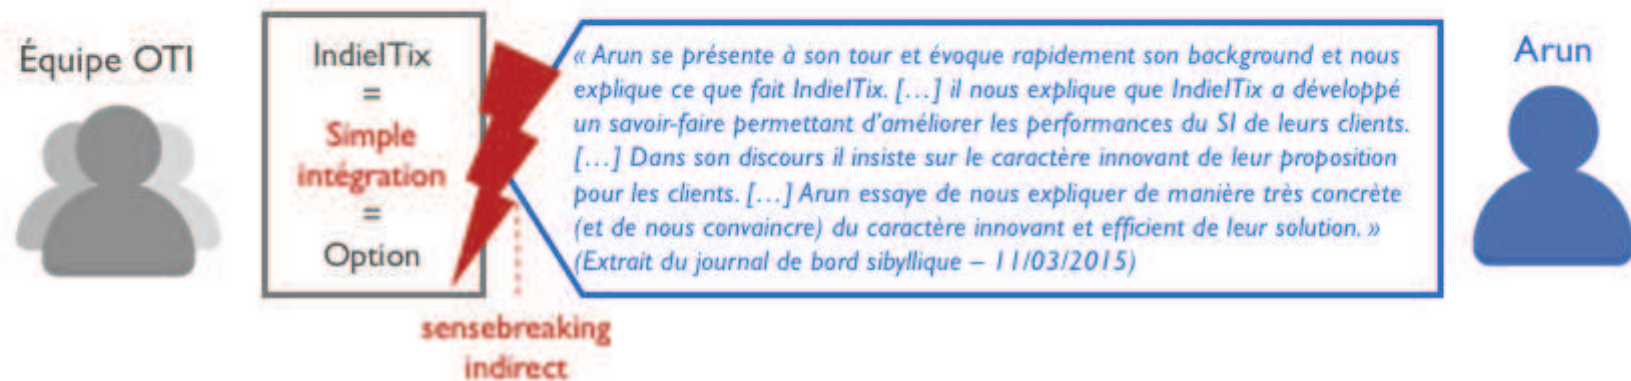 Équipe OTI
IndieITix
=
Simple
intégration
=
Option
« Arun se présente à son tour et évoque rapidement son background et nous
explique ce que fait IndieITix. […] il nous explique que IndieITix a développé
un savoir-faire permettant d'améliorer les performances du SI de leurs clients.
[…] Dans son discours il insiste sur le caractère innovant de leur proposition
pour les clients. […] Arun essaye de nous expliquer de manière très concrète
(et de nous convaincre) du caractère innovant et efficient de leur solution. »
(Extrait du journal de bord sibyllique – 11/03/2015)
Arun
sensebreaking
indirect